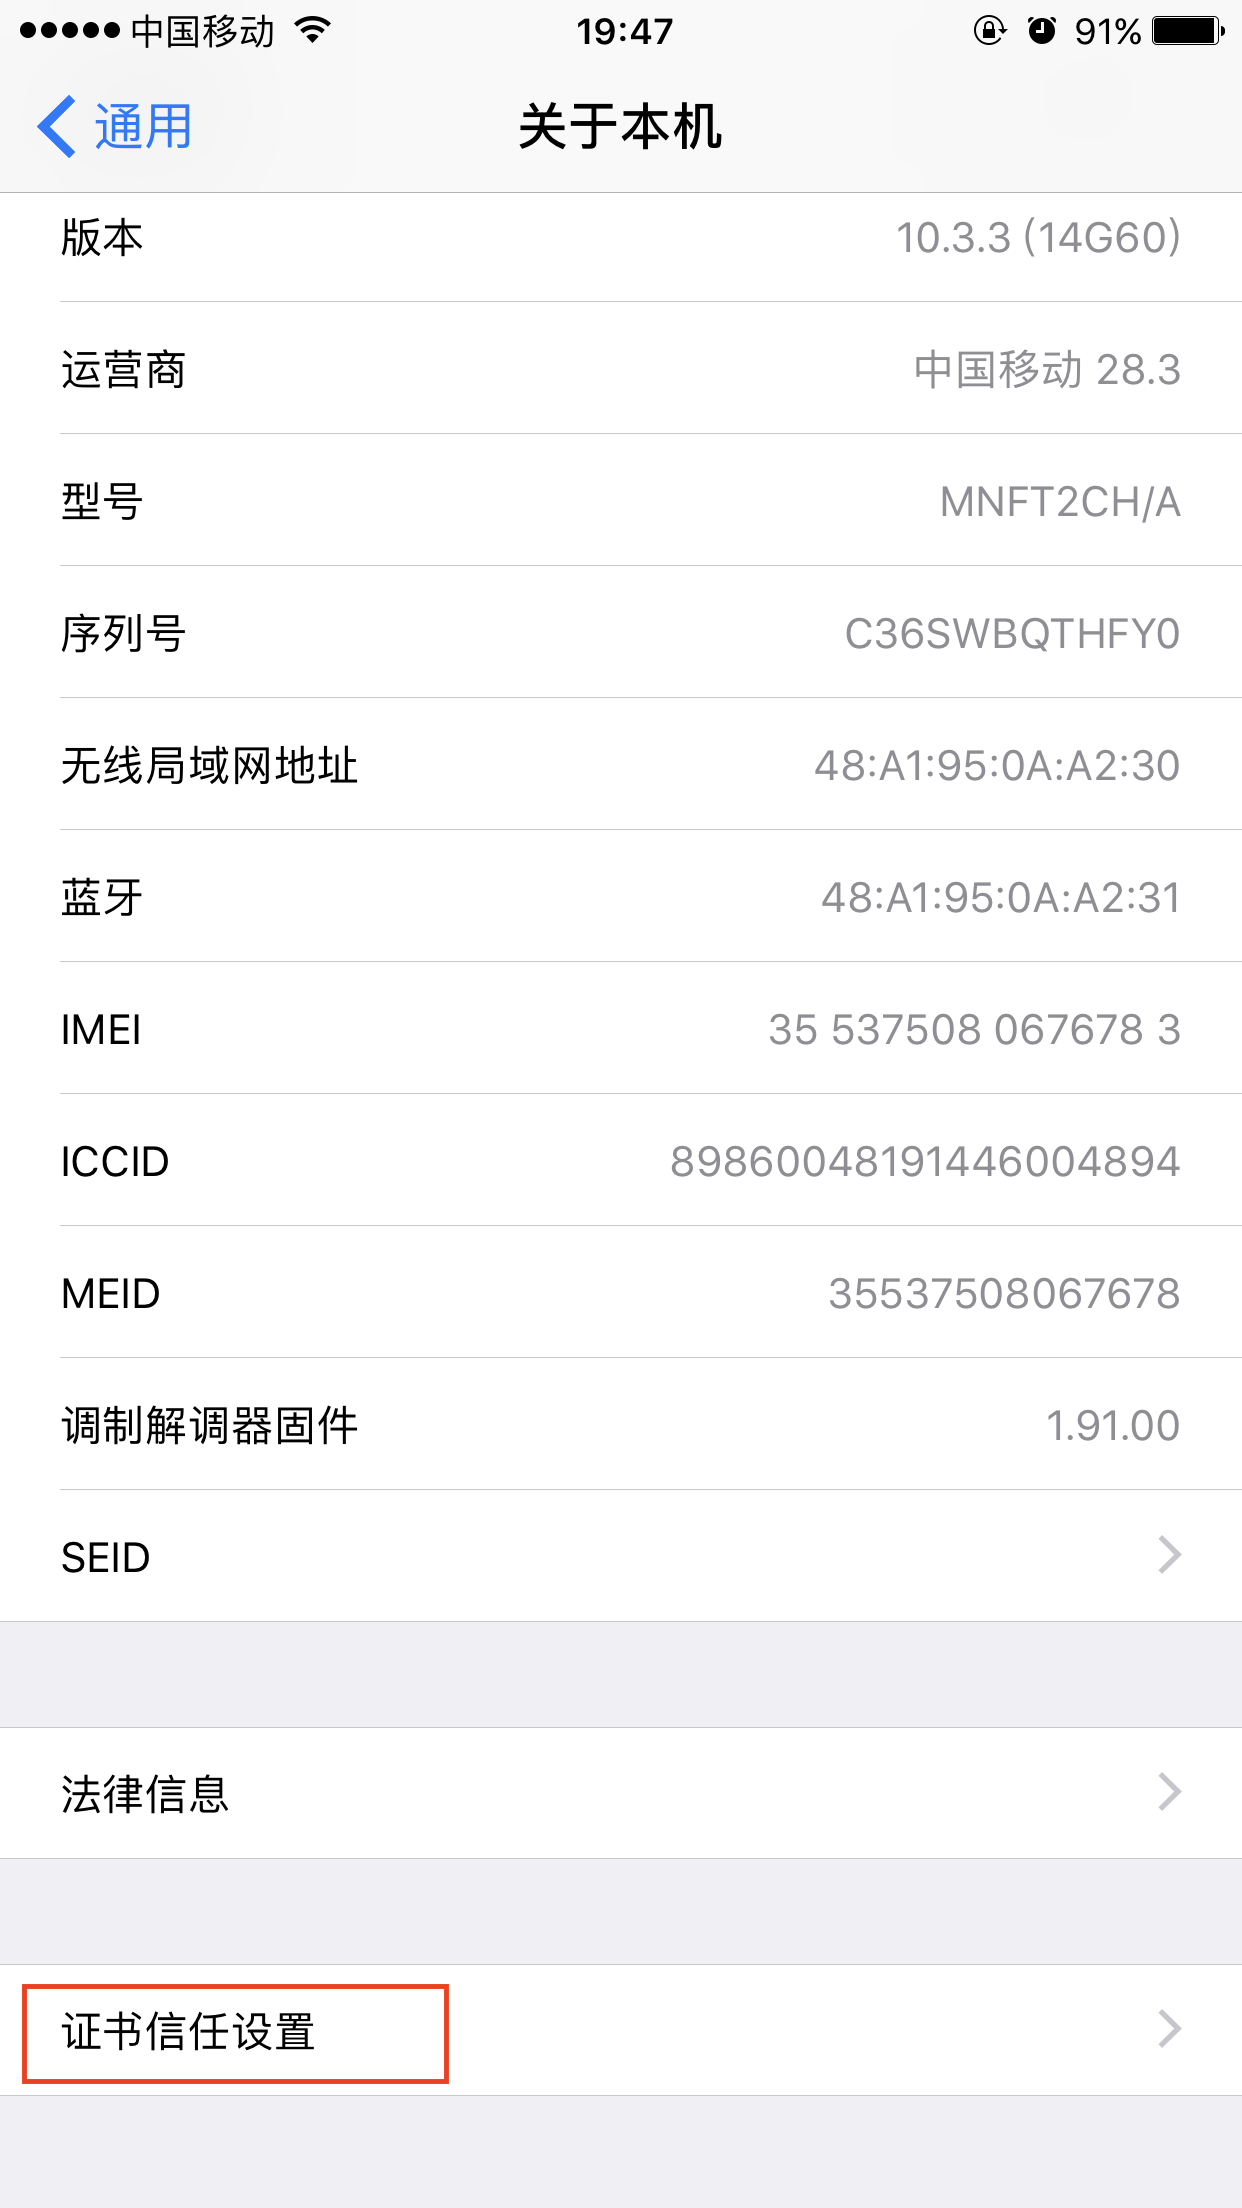 中国移动 19:47 91%
通用 关于本机
版本 10.3.3 (14G60)
运营商 中国移动 28.3
型号 MNFT2CH/A
序列号 C36SWBQTHFY0
无线局域网地址 48:A1:95:0A:A2:30
蓝牙 48:A1:95:0A:A2:31
IMEI 35 537508 067678 3
ICCID 89860048191446004894
MEID 35537508067678
调制解调器固件 1.91.00
SEID
法律信息
证书信任设置